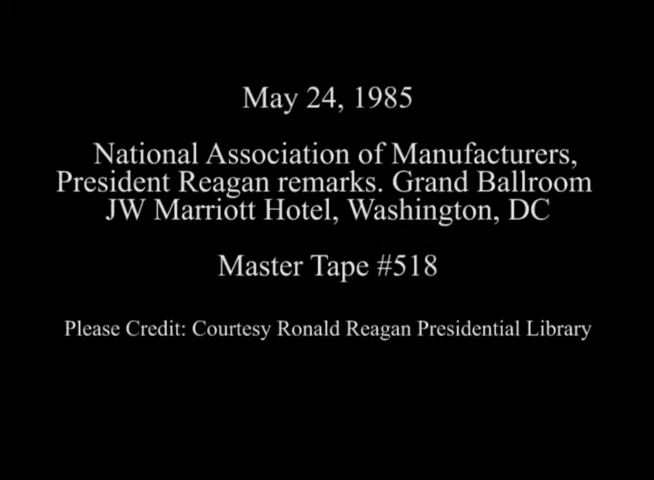 May 24, 1985
National Association of Manufacturers,
President Reagan remarks. Grand Ballroom
JW Marriott Hotel, Washington, DC
Master Tape #518
Please Credit: Courtesy Ronald Reagan Presidential Library